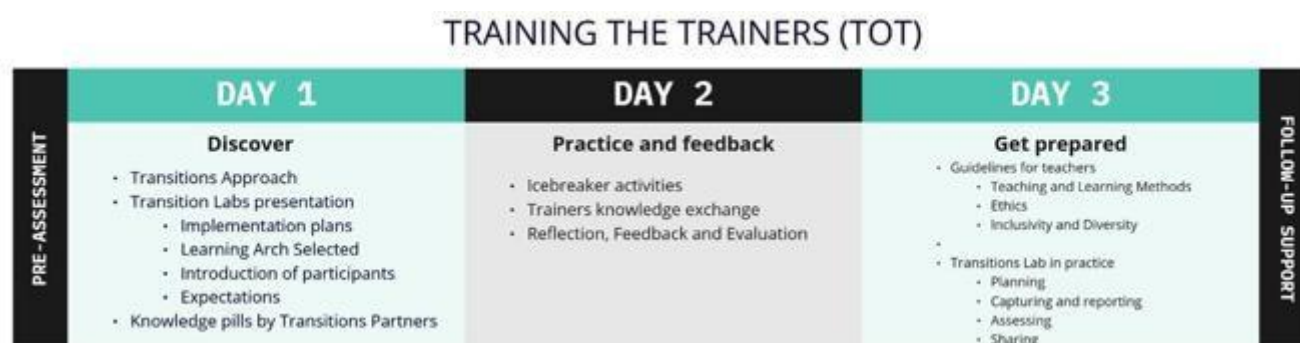 TRAINING THE TRAINERS (TOT)
PRE-ASSESSMENT
DAY 1
Discover
• Transitions Approach
• Transition Labs presentation
• Implementation plans
• Learning Arch Selected
• Introduction of participants
• Expectations
• Knowledge pills by Transitions Partners
DAY 2
Practice and feedback
• Icebreaker activities
• Trainers knowledge exchange
• Reflection, Feedback and Evaluation
DAY 3
Get prepared
• Guidelines for teachers
• Teaching and Learning Methods
• Ethics
• Inclusivity and Diversity
•
• Transitions Lab in practice
• Planning
• Capturing and reporting
• Assessing
• Sharing
FOLLOW-UP SUPPORT